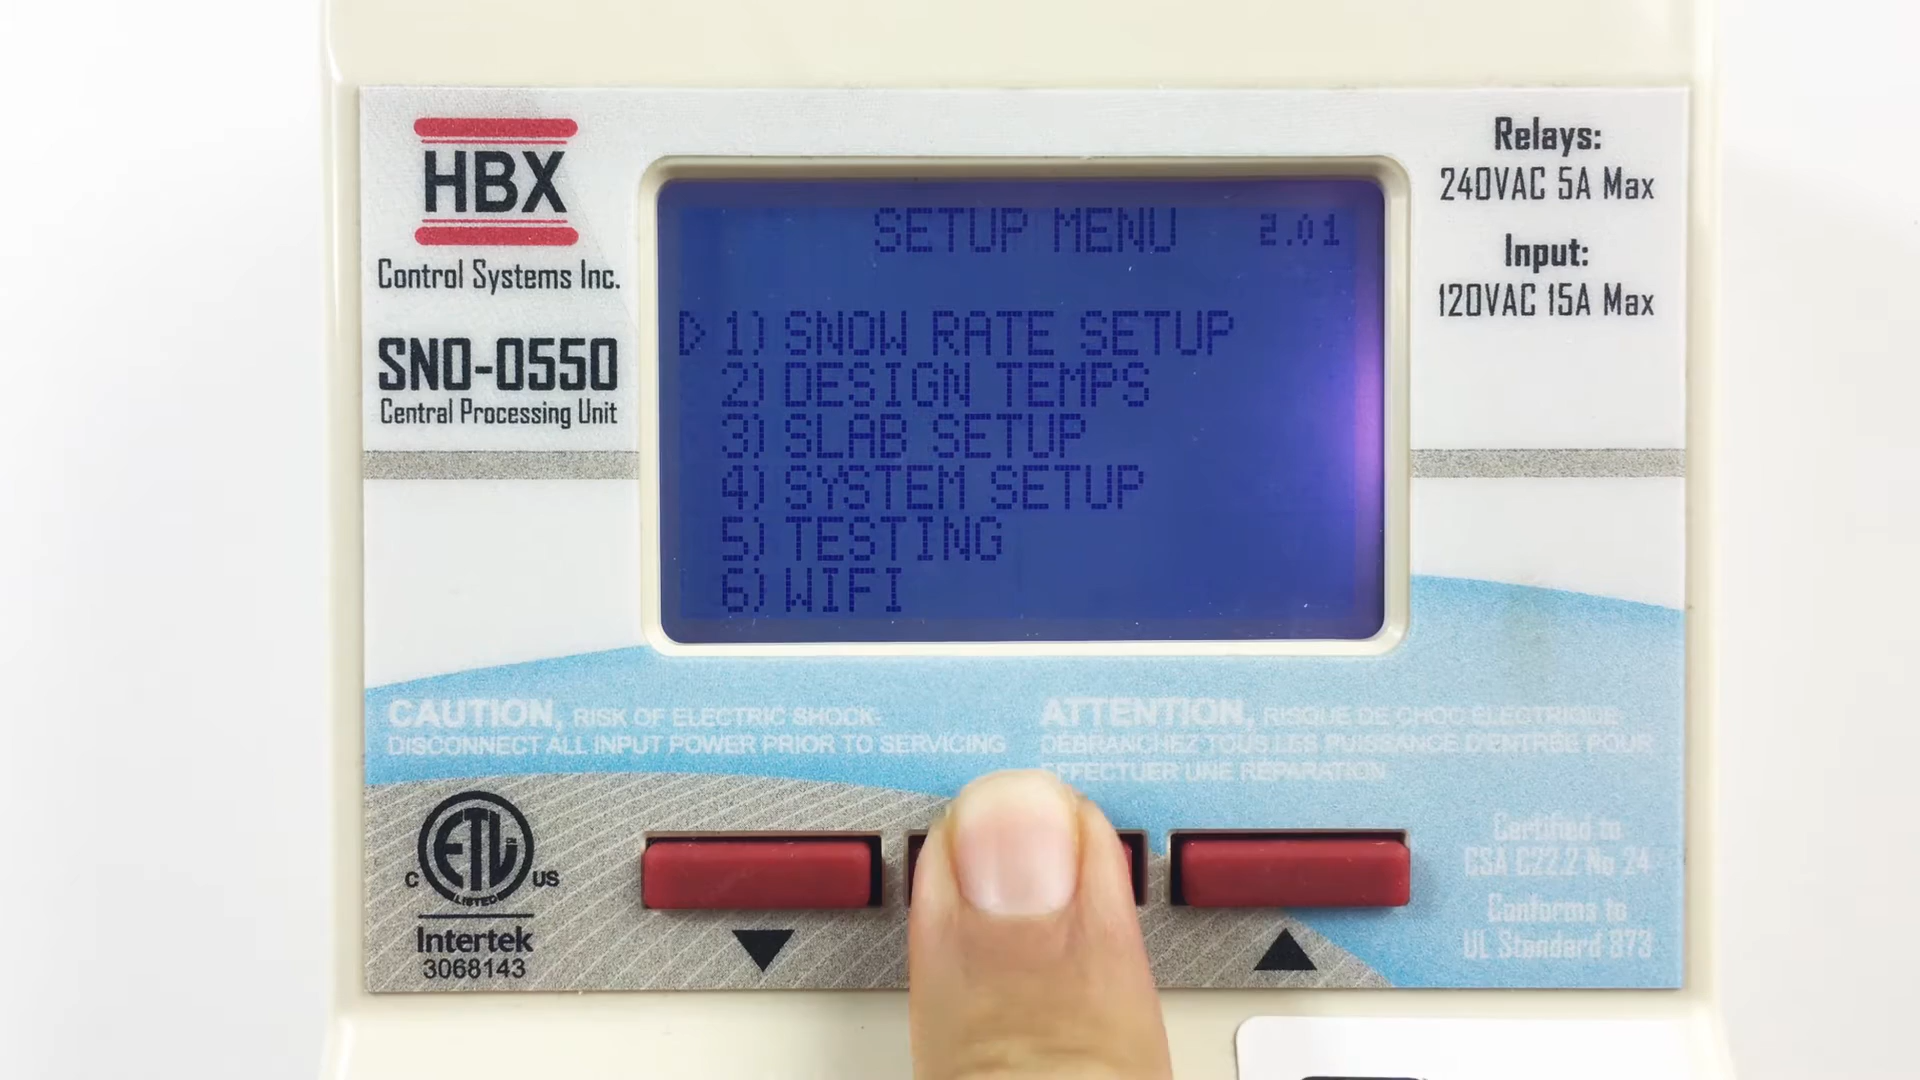 HBX
Control Systems Inc.
SNO-0550
Central Processing Unit
SETUP MENU 2.01
▷1) SNOW RATE SETUP
2) DESIGN TEMPS
3) SLAB SETUP
4) SYSTEM SETUP
5) TESTING
6) WIFI
Relays:
240VAC 5A Max
Input:
120VAC 15A Max
CAUTION, RISK OF ELECTRIC SHOCK-
DISCONNECT ALL INPUT POWER PRIOR TO SERVICING
ATTENTION, RISQUE DE CHOC ELECTRIQUE
DÉBRANCHEZ TOUS LES PUISSANCE D'ENTRÉE POUR
EFFECTUER UNE RÉPARATION
ETL
C US
LISTED
Intertek
3068143
▼
▲
Certified to
CSA C22.2 No 24
Conforms to
UL Standard 873